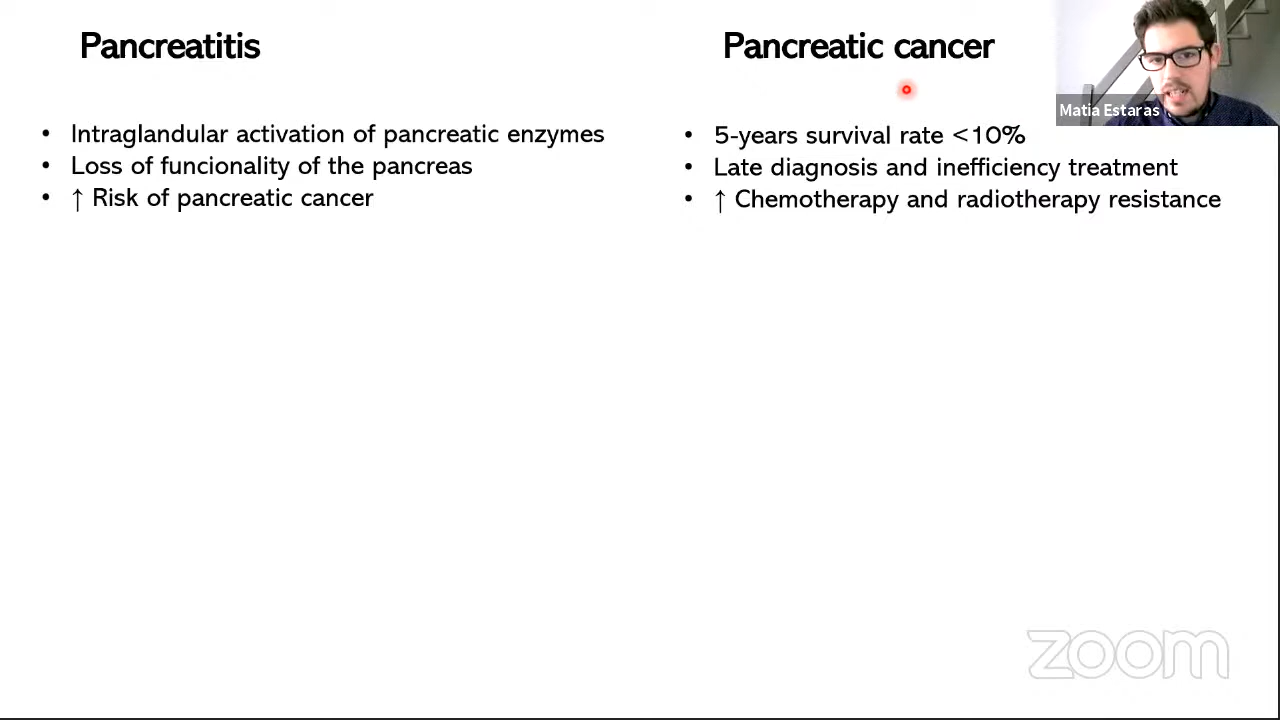 Pancreatitis
• Intraglandular activation of pancreatic enzymes
• Loss of funcionality of the pancreas
• ↑ Risk of pancreatic cancer
Pancreatic cancer
• 5-years survival rate <10%
• Late diagnosis and inefficiency treatment
• ↑ Chemotherapy and radiotherapy resistance
Matía Estaras
zoom